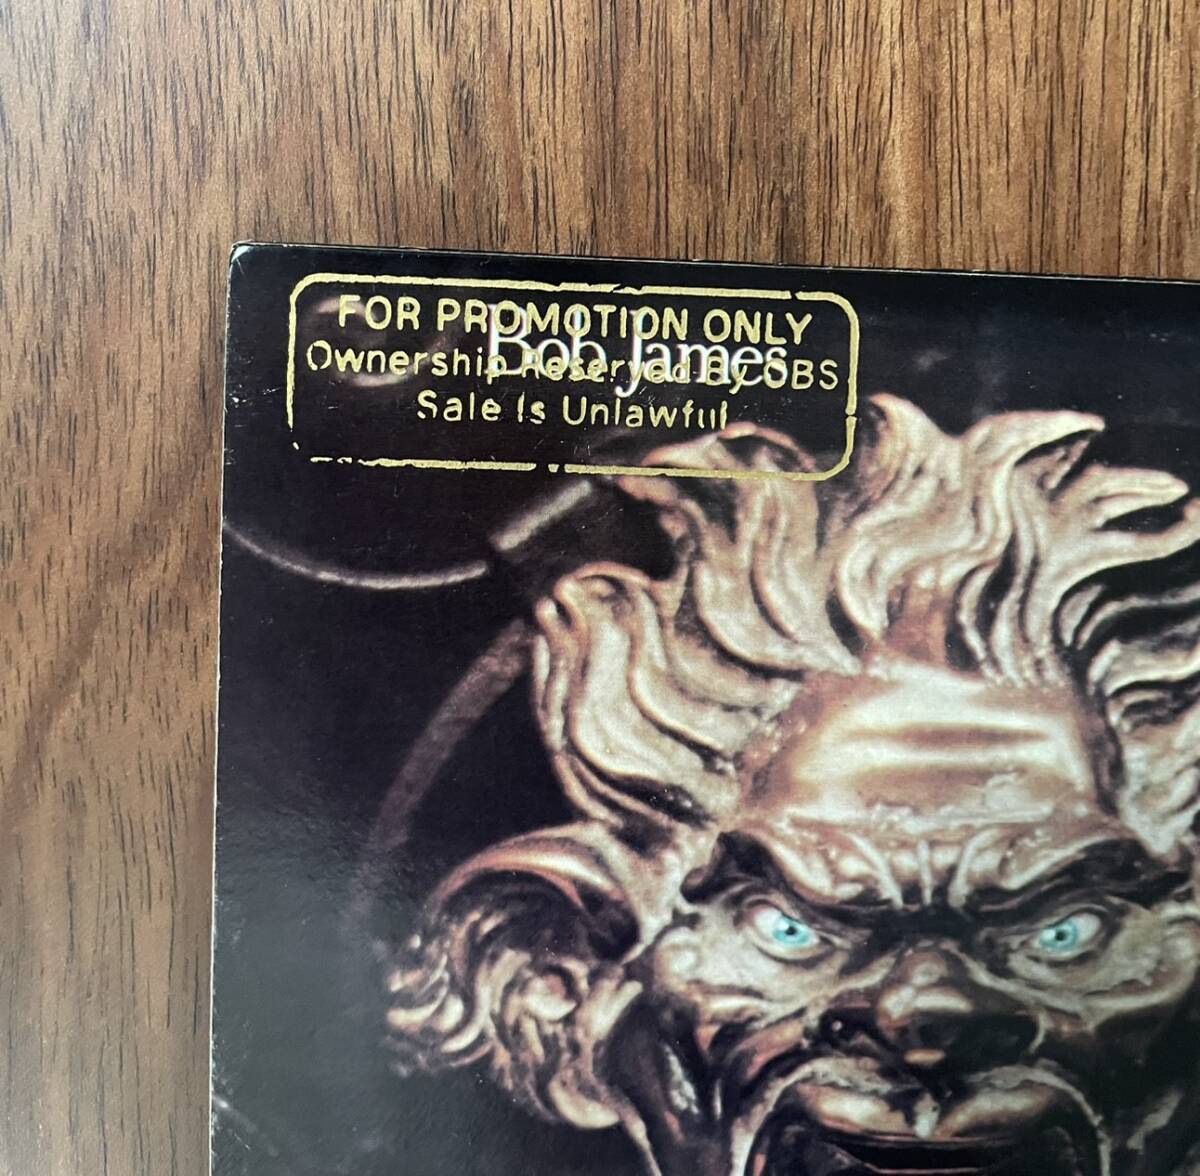 FOR PROMOTION ONLY
Bob James
Ownership Reserved By CBS
Sale Is Unlawful